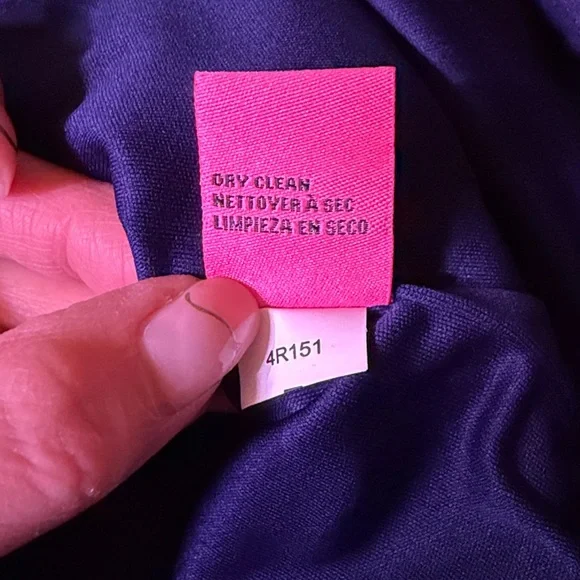 DRY CLEAN
NETTOYER À SEC
LIMPIEZA EN SECO
4R151